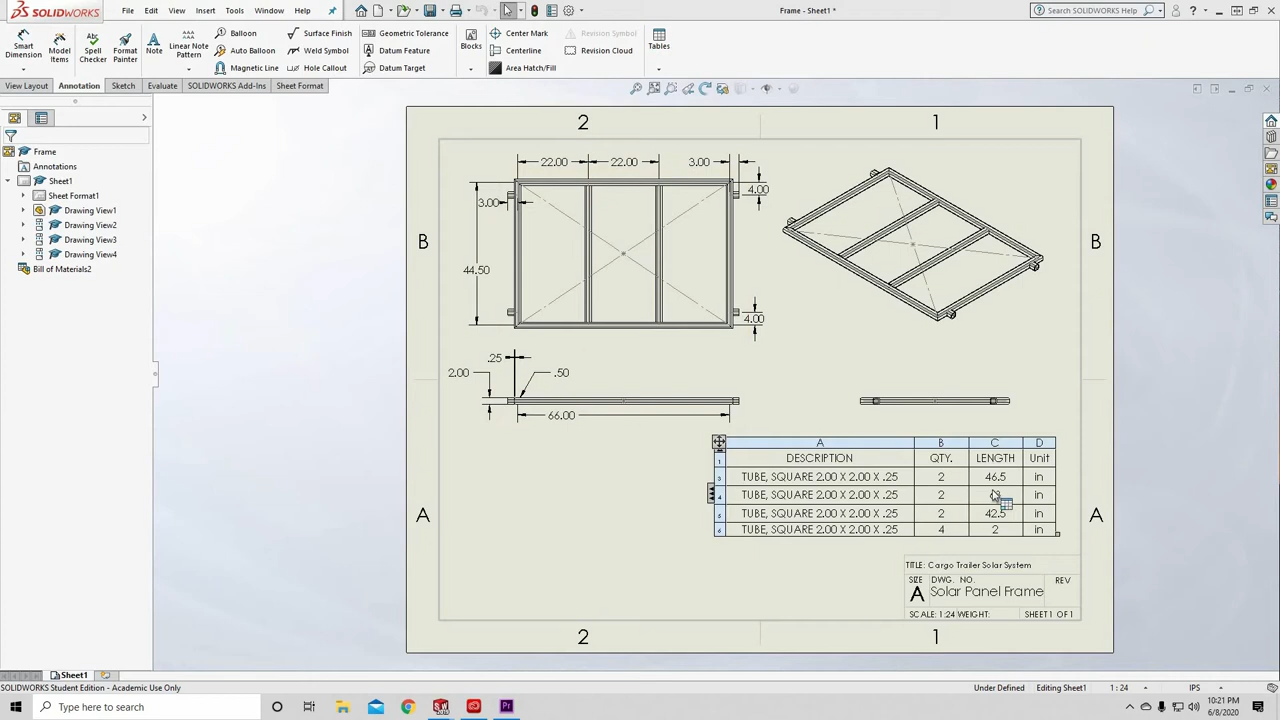 SOLIDWORKS File Edit View Insert Tools Window Help Frame - Sheet1 * Search SOLIDWORKS Help
Smart Dimension
Model Items
Spell Checker
Format Painter
Note
Linear Note Pattern
Balloon
Auto Balloon
Magnetic Line
Surface Finish
Weld Symbol
Hole Callout
Geometric Tolerance
Datum Feature
Datum Target
Blocks
Center Mark
Centerline
Area Hatch/Fill
Revision Symbol
Revision Cloud
Tables
View Layout Annotation Sketch Evaluate SOLIDWORKS Add-Ins Sheet Format
Frame
Annotations
Sheet1
Sheet Format1
Drawing View1
Drawing View2
Drawing View3
Drawing View4
Bill of Materials2
2 1
22.00 22.00 3.00
4.00
3.00
B B
44.50
4.00
.25
2.00 .50
66.00
A B C D
1 DESCRIPTION QTY. LENGTH Unit
3 TUBE, SQUARE 2.00 X 2.00 X .25 2 46.5 in
4 TUBE, SQUARE 2.00 X 2.00 X .25 2 in
5 TUBE, SQUARE 2.00 X 2.00 X .25 2 42.5 in
6 TUBE, SQUARE 2.00 X 2.00 X .25 4 2 in
A A
TITLE: Cargo Trailer Solar System
SIZE DWG. NO. REV
A Solar Panel Frame
SCALE: 1:24 WEIGHT: SHEET 1 OF 1
2 1
Sheet1
SOLIDWORKS Student Edition - Academic Use Only Under Defined Editing Sheet1 1 : 24 IPS
Type here to search
10:21 PM
6/8/2020